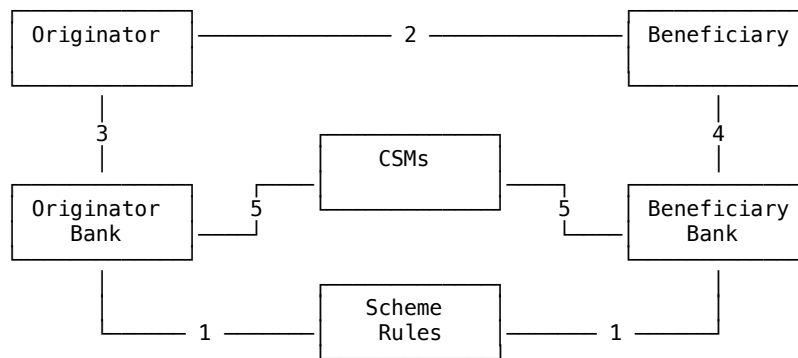 Originator 2 Beneficiary
3 4
CSMs
Originator Bank 5 5 Beneficiary Bank
Scheme Rules
1 1